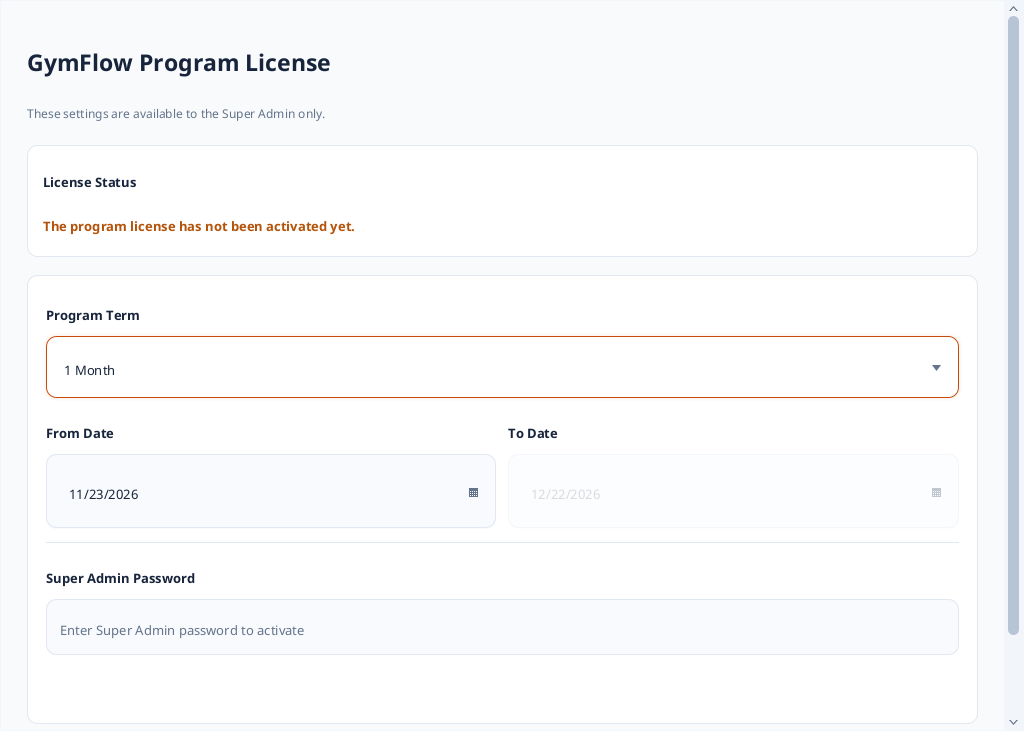 GymFlow Program License
These settings are available to the Super Admin only.
License Status
The program license has not been activated yet.
Program Term
1 Month
From Date
To Date
11/23/2026
12/22/2026
Super Admin Password
Enter Super Admin password to activate